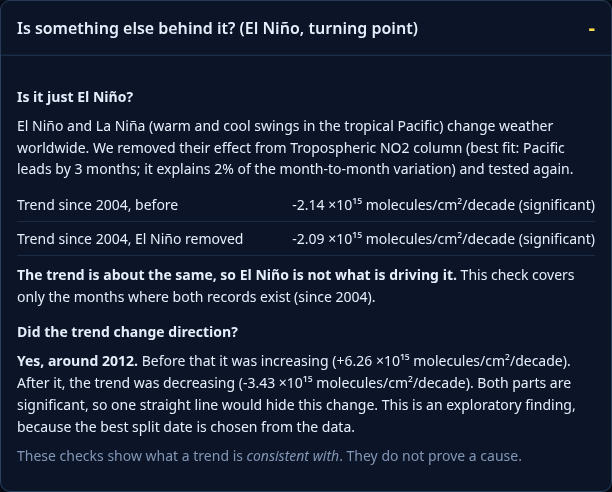 Is something else behind it? (El Niño, turning point)
-
Is it just El Niño?
El Niño and La Niña (warm and cool swings in the tropical Pacific) change weather
worldwide. We removed their effect from Tropospheric NO2 column (best fit: Pacific
leads by 3 months; it explains 2% of the month-to-month variation) and tested again.
Trend since 2004, before -2.14 ×10¹⁵ molecules/cm²/decade (significant)
Trend since 2004, El Niño removed -2.09 ×10¹⁵ molecules/cm²/decade (significant)
The trend is about the same, so El Niño is not what is driving it. This check covers
only the months where both records exist (since 2004).
Did the trend change direction?
Yes, around 2012. Before that it was increasing (+6.26 ×10¹⁵ molecules/cm²/decade).
After it, the trend was decreasing (-3.43 ×10¹⁵ molecules/cm²/decade). Both parts are
significant, so one straight line would hide this change. This is an exploratory finding,
because the best split date is chosen from the data.
These checks show what a trend is consistent with. They do not prove a cause.